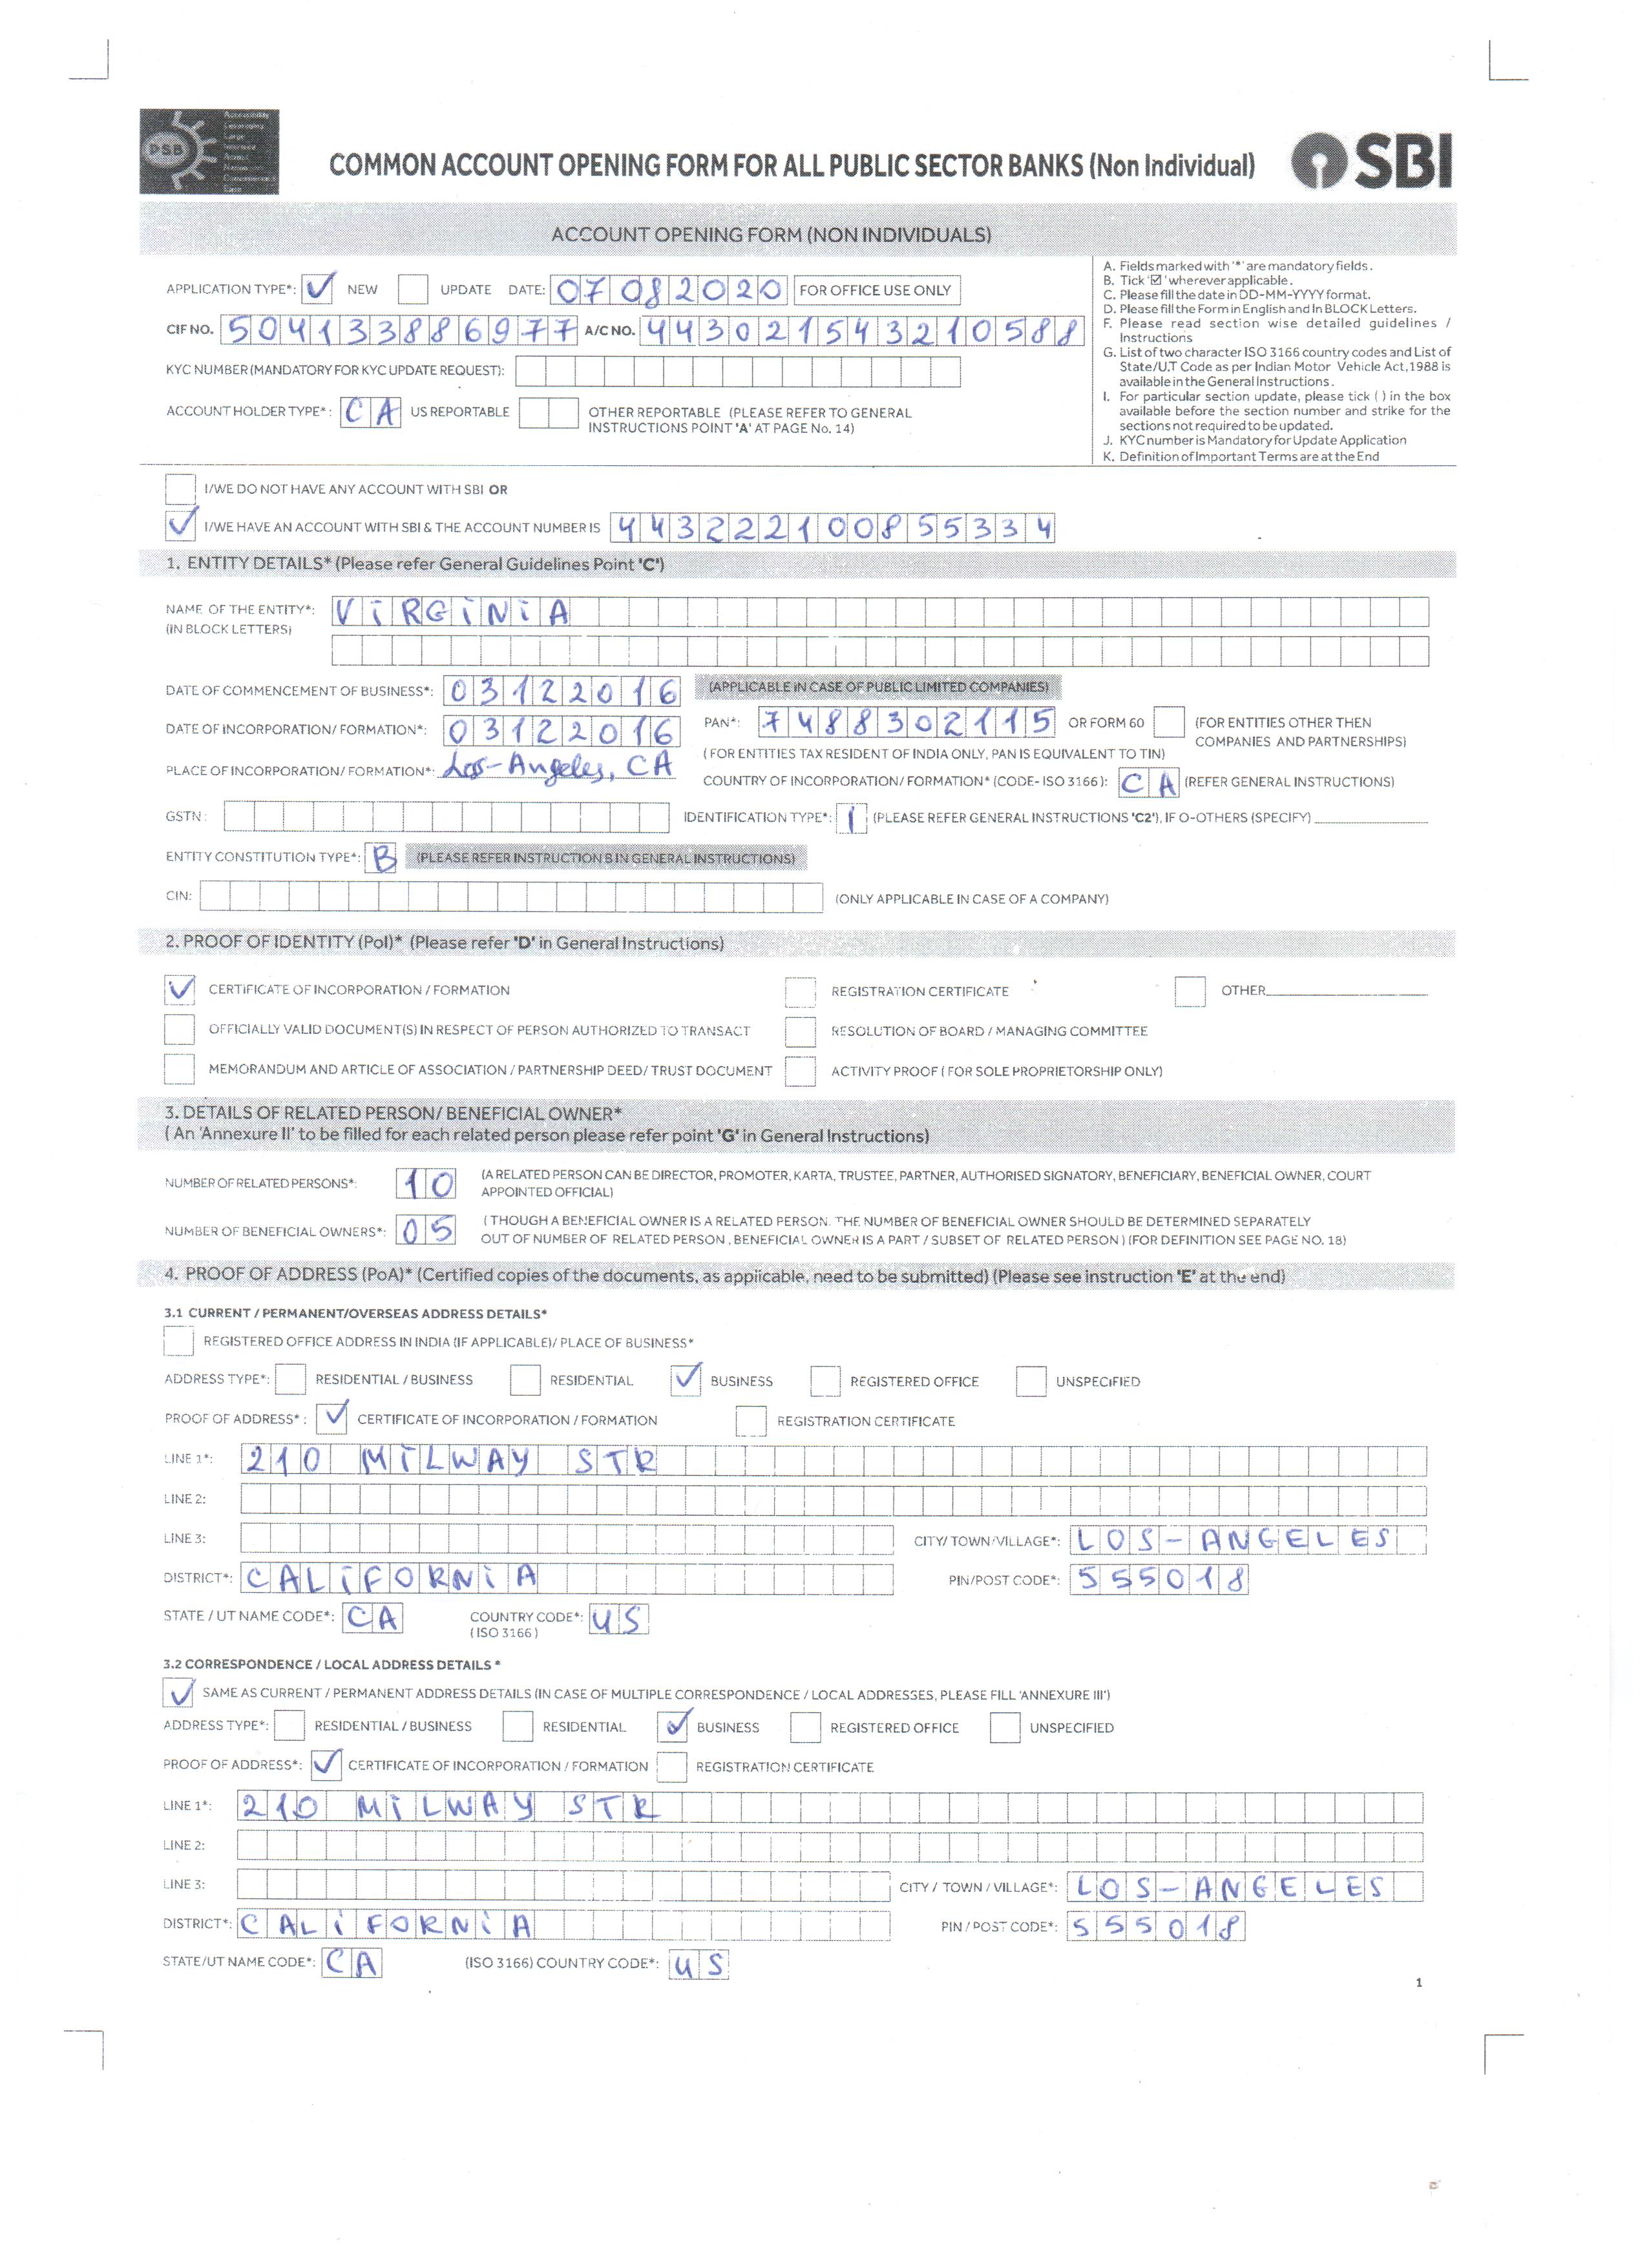 DSB
Accessibility
Leveraging
Large
Network
Across
Nation
Convenience
Ease
COMMON ACCOUNT OPENING FORM FOR ALL PUBLIC SECTOR BANKS (Non Individual)
SBI
ACCOUNT OPENING FORM (NON INDIVIDUALS)
APPLICATION TYPE*: ✓ NEW UPDATE DATE: 07082020 FOR OFFICE USE ONLY
CIF NO. 504133886977 A/C NO. 443021543210588
KYC NUMBER (MANDATORY FOR KYC UPDATE REQUEST):
ACCOUNT HOLDER TYPE*: CA US REPORTABLE OTHER REPORTABLE (PLEASE REFER TO GENERAL
INSTRUCTIONS POINT 'A' AT PAGE No. 14)
A. Fields marked with '*' are mandatory fields.
B. Tick '☑' wherever applicable.
C. Please fill the date in DD-MM-YYYY format.
D. Please fill the Form in English and In BLOCK Letters.
F. Please read section wise detailed guidelines /
Instructions
G. List of two character ISO 3166 country codes and List of
State/U.T Code as per Indian Motor Vehicle Act,1988 is
available in the General Instructions.
I. For particular section update, please tick ( ) in the box
available before the section number and strike for the
sections not required to be updated.
J. KYC number is Mandatory for Update Application
K. Definition of Important Terms are at the End
I/WE DO NOT HAVE ANY ACCOUNT WITH SBI OR
✓ I/WE HAVE AN ACCOUNT WITH SBI & THE ACCOUNT NUMBER IS 443222100855334
1. ENTITY DETAILS* (Please refer General Guidelines Point 'C')
NAME OF THE ENTITY*: ViRGiNiA
(IN BLOCK LETTERS)
DATE OF COMMENCEMENT OF BUSINESS*: 03122016 (APPLICABLE IN CASE OF PUBLIC LIMITED COMPANIES)
DATE OF INCORPORATION/ FORMATION*: 03122016 PAN*: 7488302115 OR FORM 60 (FOR ENTITIES OTHER THEN
COMPANIES AND PARTNERSHIPS)
(FOR ENTITIES TAX RESIDENT OF INDIA ONLY, PAN IS EQUIVALENT TO TIN)
PLACE OF INCORPORATION/ FORMATION*: Los-Angeles, CA COUNTRY OF INCORPORATION/ FORMATION* (CODE- ISO 3166): CA (REFER GENERAL INSTRUCTIONS)
GSTN: IDENTIFICATION TYPE*: 1 (PLEASE REFER GENERAL INSTRUCTIONS 'C2'), IF O-OTHERS (SPECIFY)
ENTITY CONSTITUTION TYPE*: B (PLEASE REFER INSTRUCTION B IN GENERAL INSTRUCTIONS)
CIN: (ONLY APPLICABLE IN CASE OF A COMPANY)
2. PROOF OF IDENTITY (PoI)* (Please refer 'D' in General Instructions)
✓ CERTIFICATE OF INCORPORATION / FORMATION REGISTRATION CERTIFICATE OTHER
OFFICIALLY VALID DOCUMENT(S) IN RESPECT OF PERSON AUTHORIZED TO TRANSACT RESOLUTION OF BOARD / MANAGING COMMITTEE
MEMORANDUM AND ARTICLE OF ASSOCIATION / PARTNERSHIP DEED/ TRUST DOCUMENT ACTIVITY PROOF ( FOR SOLE PROPRIETORSHIP ONLY)
3. DETAILS OF RELATED PERSON/ BENEFICIAL OWNER*
( An 'Annexure II' to be filled for each related person please refer point 'G' in General Instructions)
NUMBER OF RELATED PERSONS*: 10 (A RELATED PERSON CAN BE DIRECTOR, PROMOTER, KARTA, TRUSTEE, PARTNER, AUTHORISED SIGNATORY, BENEFICIARY, BENEFICIAL OWNER, COURT
APPOINTED OFFICIAL)
NUMBER OF BENEFICIAL OWNERS*: 05 ( THOUGH A BENEFICIAL OWNER IS A RELATED PERSON. THE NUMBER OF BENEFICIAL OWNER SHOULD BE DETERMINED SEPARATELY
OUT OF NUMBER OF RELATED PERSON , BENEFICIAL OWNER IS A PART / SUBSET OF RELATED PERSON ) (FOR DEFINITION SEE PAGE NO. 18)
4. PROOF OF ADDRESS (PoA)* (Certified copies of the documents, as applicable, need to be submitted) (Please see instruction 'E' at the end)
3.1 CURRENT / PERMANENT/OVERSEAS ADDRESS DETAILS*
REGISTERED OFFICE ADDRESS IN INDIA (IF APPLICABLE)/ PLACE OF BUSINESS*
ADDRESS TYPE*: RESIDENTIAL / BUSINESS RESIDENTIAL ✓ BUSINESS REGISTERED OFFICE UNSPECIFIED
PROOF OF ADDRESS* : ✓ CERTIFICATE OF INCORPORATION / FORMATION REGISTRATION CERTIFICATE
LINE 1*: 210 MiLWAY STR
LINE 2:
LINE 3: CITY/ TOWN/VILLAGE*: LOS-ANGELES
DISTRICT*: CALiFORNiA PIN/POST CODE*: 555018
STATE / UT NAME CODE*: CA COUNTRY CODE*: US
( ISO 3166 )
3.2 CORRESPONDENCE / LOCAL ADDRESS DETAILS *
✓ SAME AS CURRENT / PERMANENT ADDRESS DETAILS (IN CASE OF MULTIPLE CORRESPONDENCE / LOCAL ADDRESSES, PLEASE FILL 'ANNEXURE III')
ADDRESS TYPE*: RESIDENTIAL / BUSINESS RESIDENTIAL ✓ BUSINESS REGISTERED OFFICE UNSPECIFIED
PROOF OF ADDRESS*: ✓ CERTIFICATE OF INCORPORATION / FORMATION REGISTRATION CERTIFICATE
LINE 1*: 210 MiLWAY STR
LINE 2:
LINE 3: CITY / TOWN / VILLAGE*: LOS-ANGELES
DISTRICT*: CALiFORNiA PIN / POST CODE*: 555018
STATE/UT NAME CODE*: CA (ISO 3166) COUNTRY CODE*: US
1